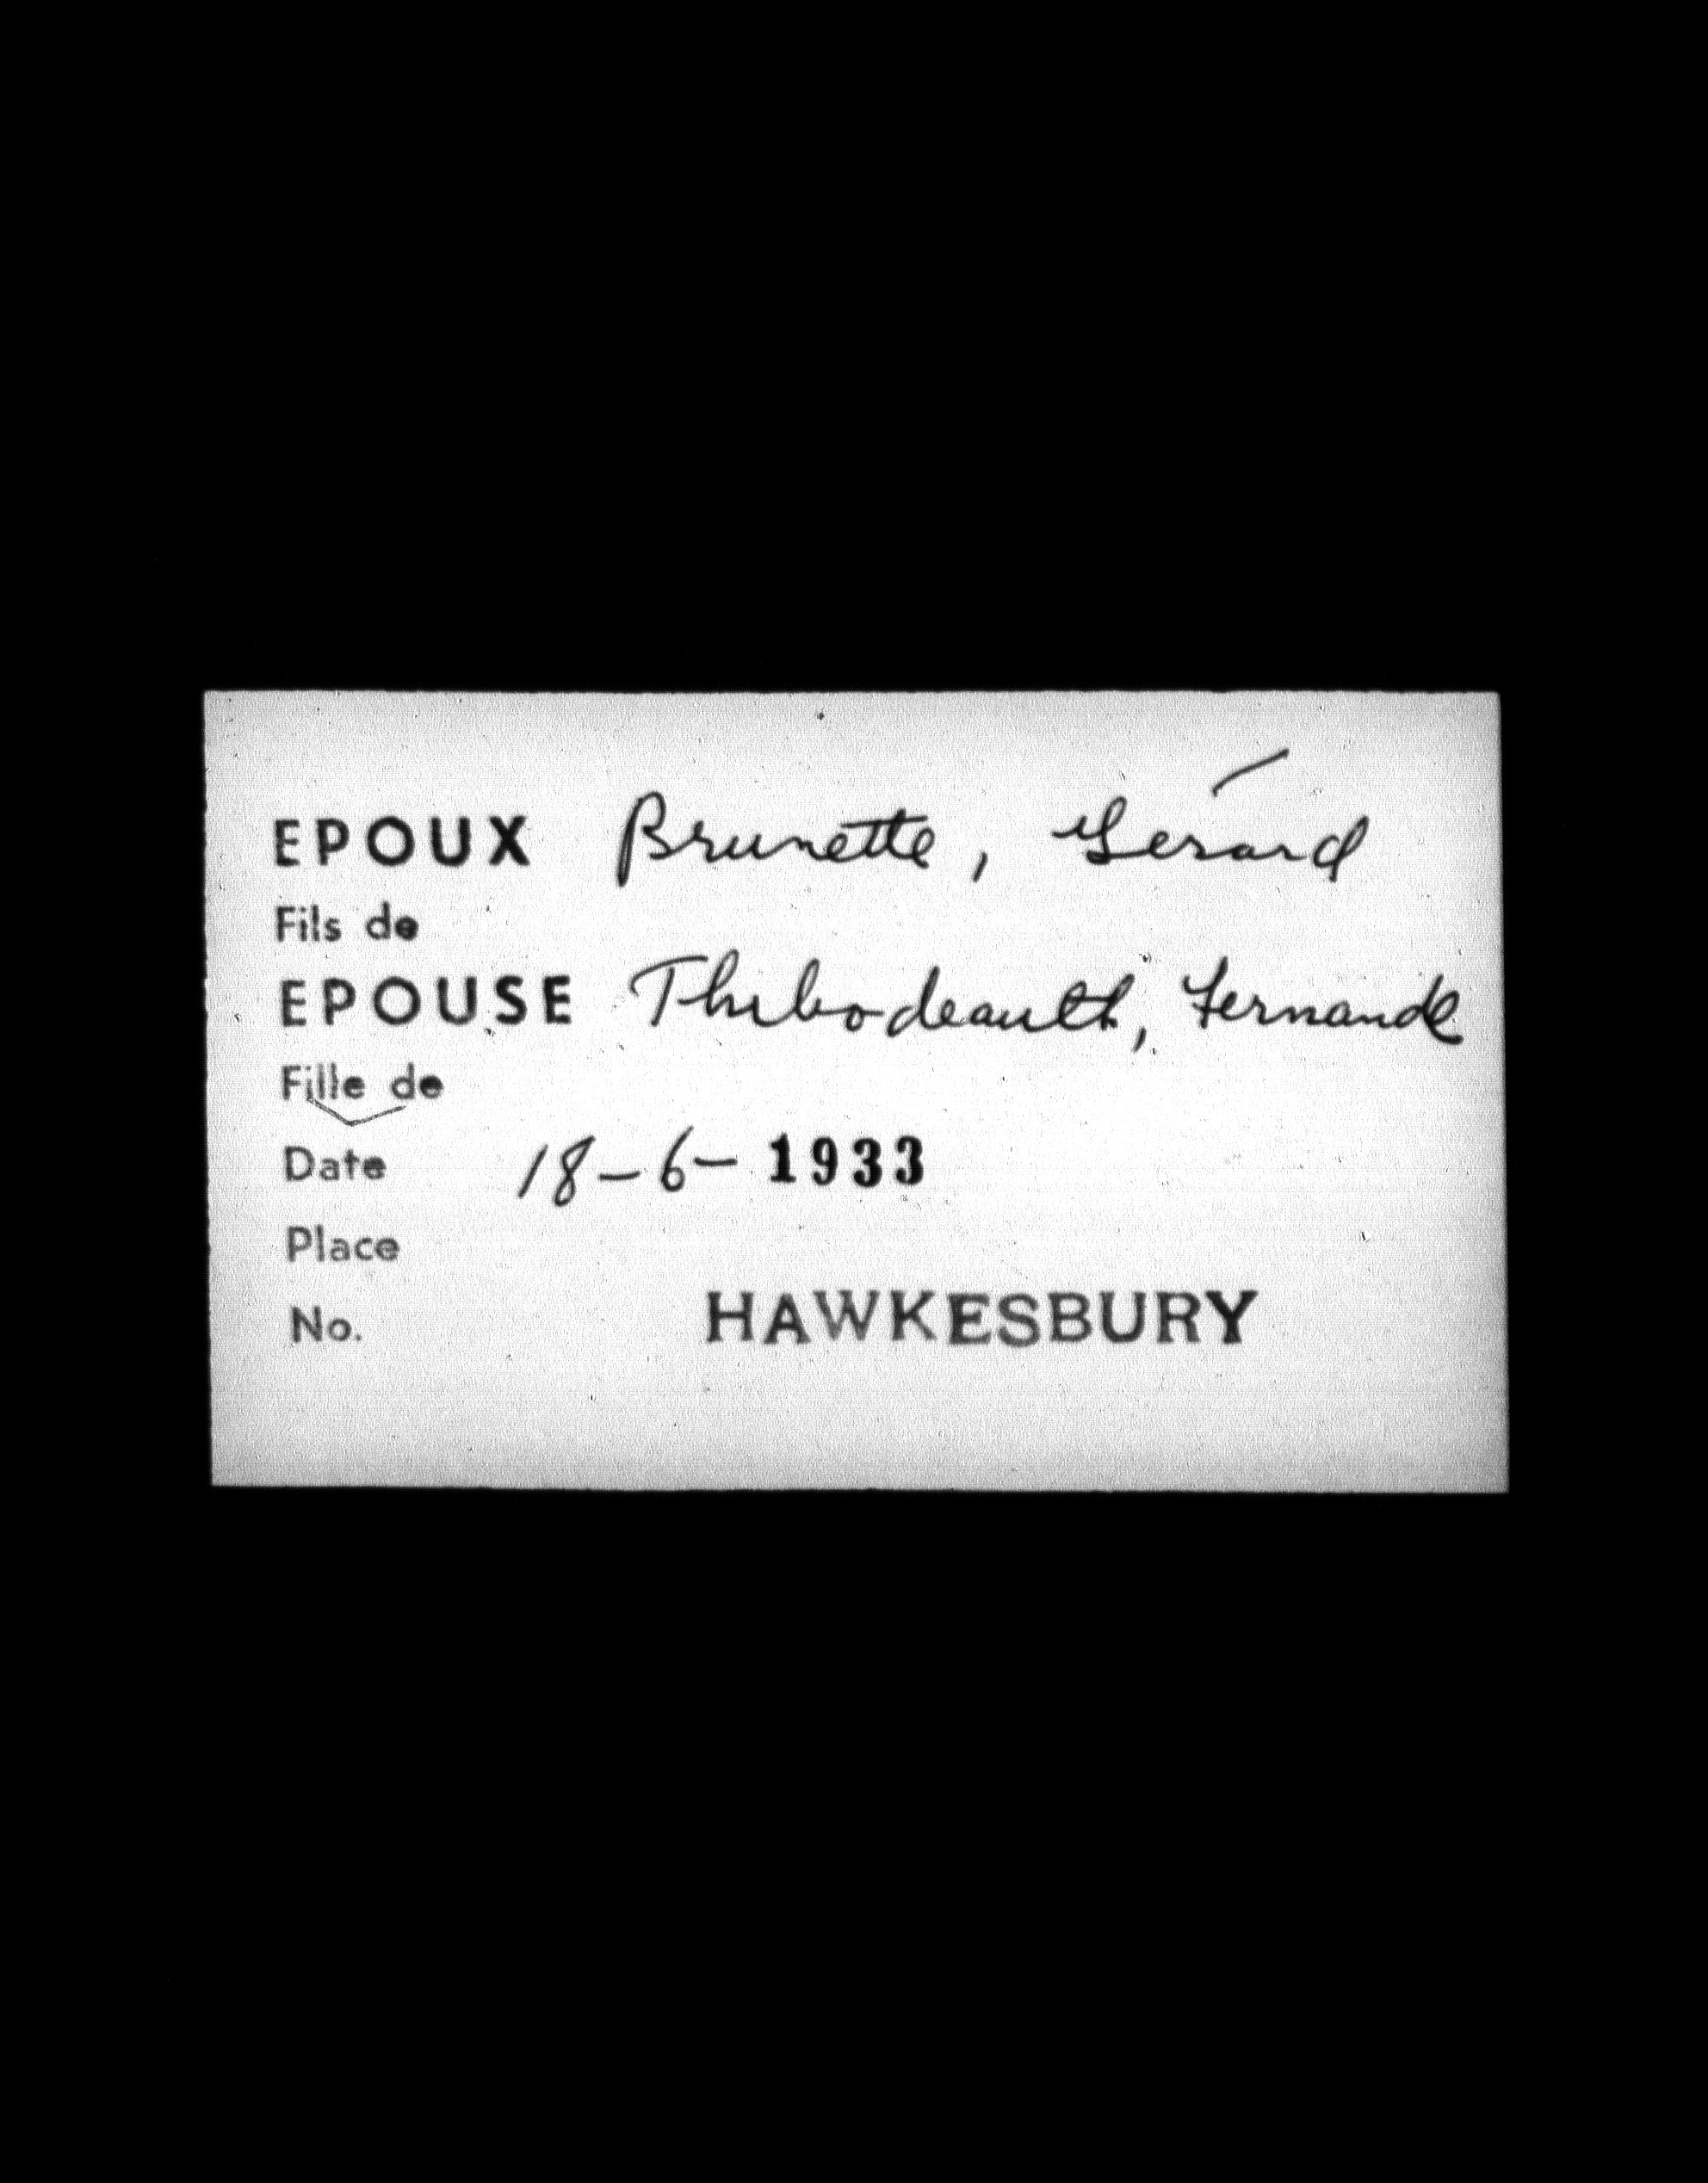 EPOUX Brunette, Gérard
Fils de
EPOUSE Thibodeault, Fernande
Fille de
Date 18-6-1933
Place
No. HAWKESBURY